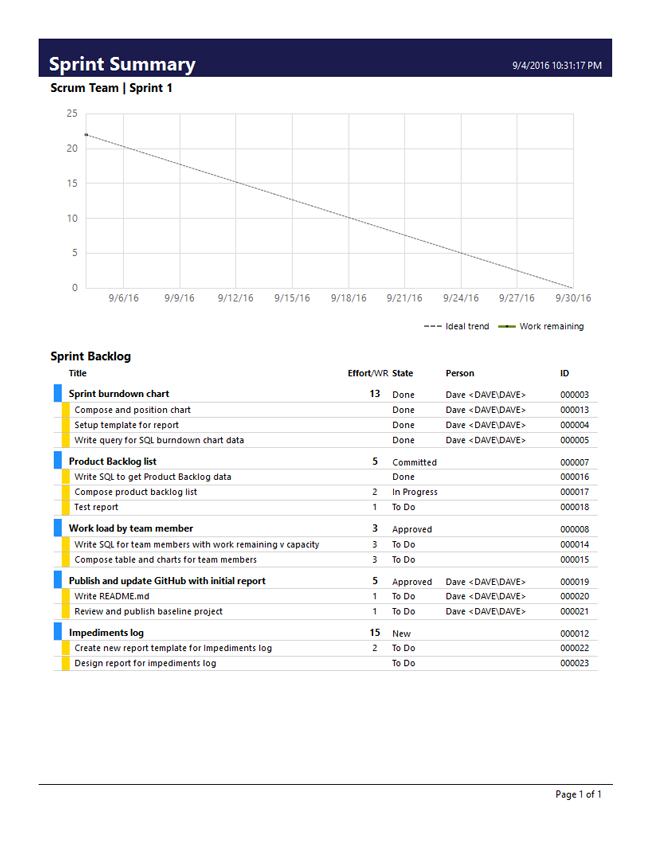 Sprint Summary 9/4/2016 10:31:17 PM
Scrum Team | Sprint 1
25
20
15
10
5
0
9/6/16 9/9/16 9/12/16 9/15/16 9/18/16 9/21/16 9/24/16 9/27/16 9/30/16
Ideal trend Work remaining
Sprint Backlog
Title Effort/WR State Person ID
Sprint burndown chart 13 Done Dave <DAVE\DAVE> 000003
Compose and position chart Done Dave <DAVE\DAVE> 000013
Setup template for report Done Dave <DAVE\DAVE> 000004
Write query for SQL burndown chart data Done Dave <DAVE\DAVE> 000005
Product Backlog list 5 Committed 000007
Write SQL to get Product Backlog data Done 000016
Compose product backlog list 2 In Progress 000017
Test report 1 To Do 000018
Work load by team member 3 Approved 000008
Write SQL for team members with work remaining v capacity 3 To Do 000014
Compose table and charts for team members 3 To Do 000015
Publish and update GitHub with initial report 5 Approved Dave <DAVE\DAVE> 000019
Write README.md 1 To Do Dave <DAVE\DAVE> 000020
Review and publish baseline project 1 To Do Dave <DAVE\DAVE> 000021
Impediments log 15 New 000012
Create new report template for Impediments log 2 To Do 000022
Design report for impediments log To Do 000023
Page 1 of 1